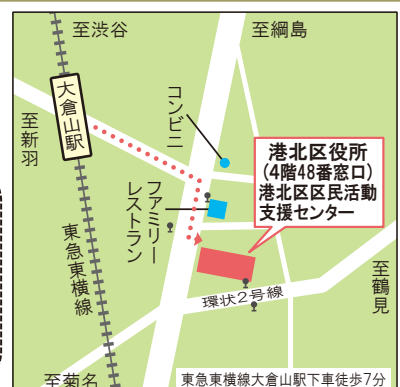 至渋谷
至綱島
大倉山駅
コンビニ
至新羽
港北区役所
(4階48番窓口)
港北区区民活動
支援センター
ファミリー
レストラン
東急東横線
至鶴見
環状2号線
至菊名
東急東横線大倉山駅下車徒歩7分